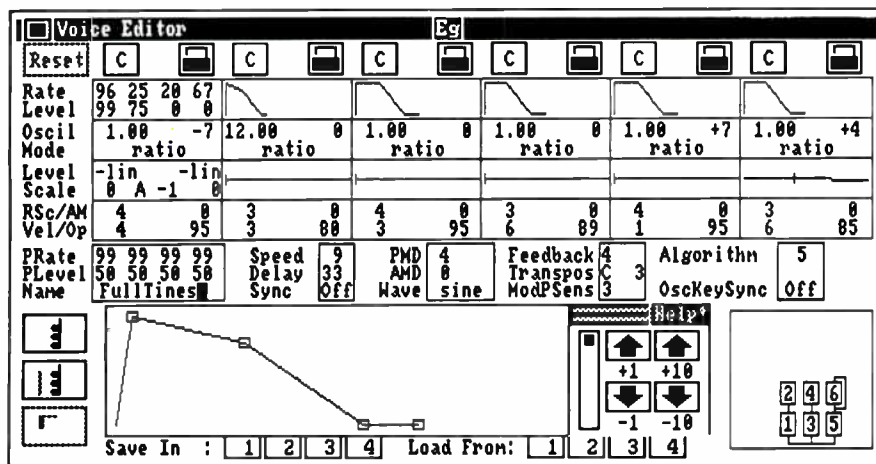 Voice Editor Eg
Reset C C C C C C
Rate 96 25 20 67
Level 99 75 0 0
Oscil 1.00 -7 12.00 0 1.00 0 1.00 0 1.00 +7 1.00 +4
Mode ratio ratio ratio ratio ratio ratio
Level -lin -lin
Scale 0 A -1 0
RSc/AM 4 0 3 0 4 0 3 0 4 0 3 0
Vel/Op 4 95 3 80 3 95 6 89 1 95 6 85
PRate 99 99 99 99 Speed 9 PMD 4 Feedback 4 Algorithm 5
PLevel 50 50 50 50 Delay 33 AMD 0 Transpos C 3
Name FullTines Sync Off Wave sine ModPSens 3 OscKeySync Off
Help*
+1 +10
2 4 6
-1 -10
1 3 5
Save In : 1 2 3 4 Load From: 1 2 3 4